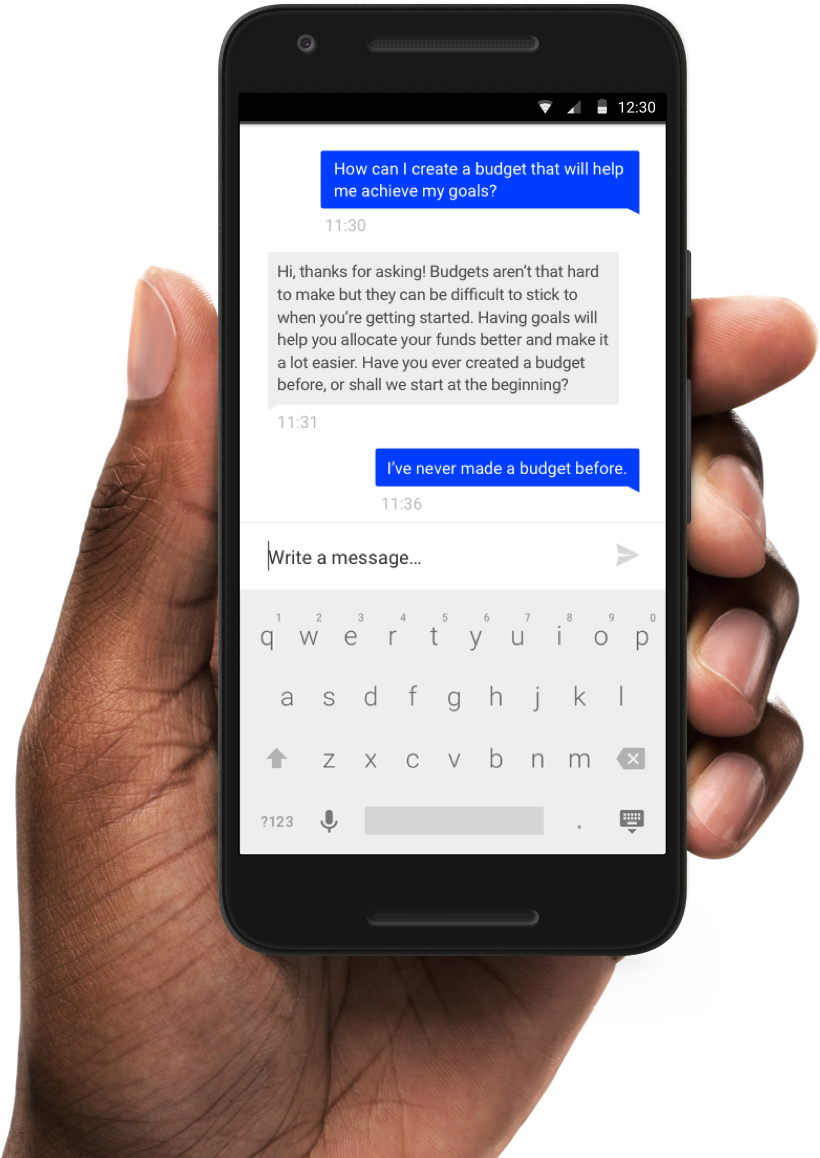 12:30
How can I create a budget that will help
me achieve my goals?
11:30
Hi, thanks for asking! Budgets aren’t that hard
to make but they can be difficult to stick to
when you’re getting started. Having goals will
help you allocate your funds better and make it
a lot easier. Have you ever created a budget
before, or shall we start at the beginning?
11:31
I’ve never made a budget before.
11:36
Write a message…
1 2 3 4 5 6 7 8 9 0
q w e r t y u i o p
a s d f g h j k l
z x c v b n m
?123 .